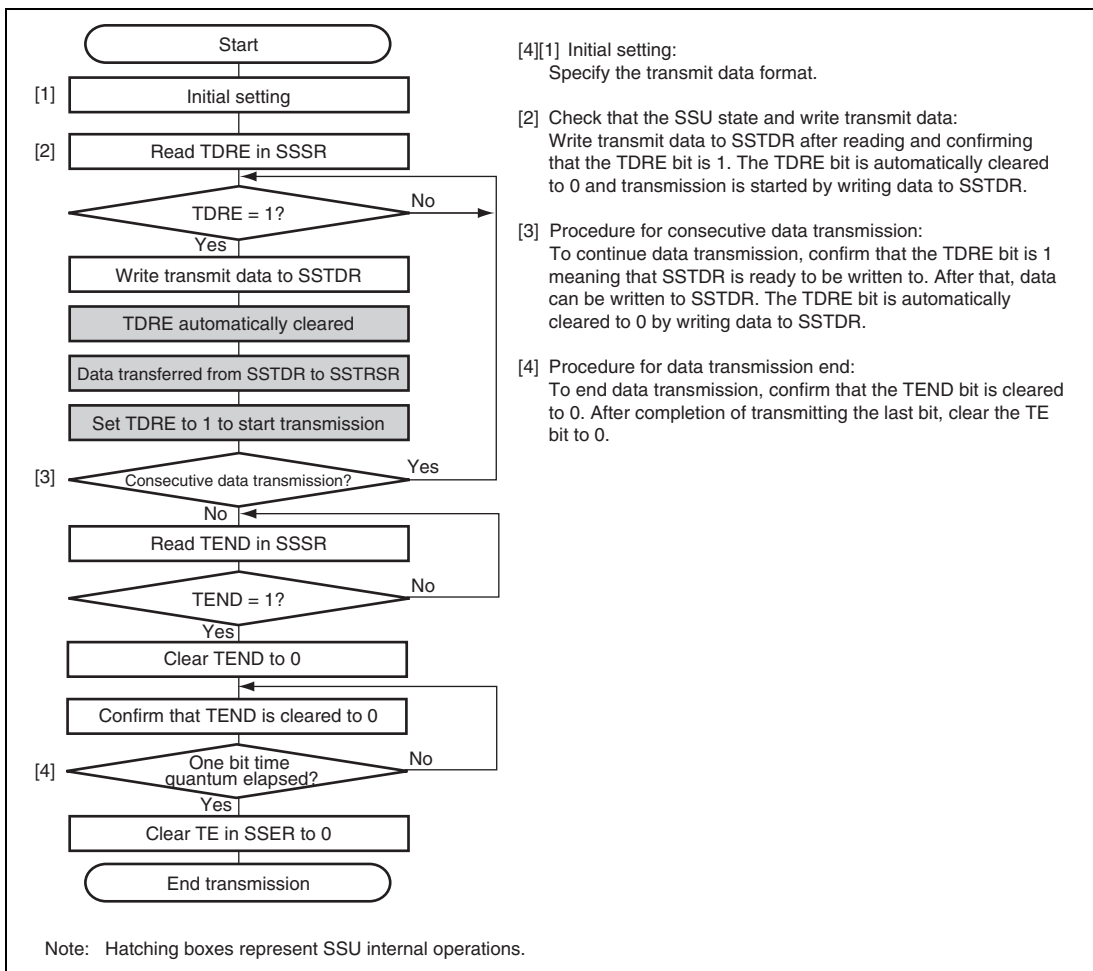 Start
[1] Initial setting
[2] Read TDRE in SSSR
TDRE = 1?
No
Yes
Write transmit data to SSTDR
TDRE automatically cleared
Data transferred from SSTDR to SSTRSR
Set TDRE to 1 to start transmission
[3] Consecutive data transmission?
Yes
No
Read TEND in SSSR
TEND = 1?
No
Yes
Clear TEND to 0
Confirm that TEND is cleared to 0
[4] One bit time
quantum elapsed?
No
Yes
Clear TE in SSER to 0
End transmission
[4][1] Initial setting:
Specify the transmit data format.
[2] Check that the SSU state and write transmit data:
Write transmit data to SSTDR after reading and confirming
that the TDRE bit is 1. The TDRE bit is automatically cleared
to 0 and transmission is started by writing data to SSTDR.
[3] Procedure for consecutive data transmission:
To continue data transmission, confirm that the TDRE bit is 1
meaning that SSTDR is ready to be written to. After that, data
can be written to SSTDR. The TDRE bit is automatically
cleared to 0 by writing data to SSTDR.
[4] Procedure for data transmission end:
To end data transmission, confirm that the TEND bit is cleared
to 0. After completion of transmitting the last bit, clear the TE
bit to 0.
Note: Hatching boxes represent SSU internal operations.